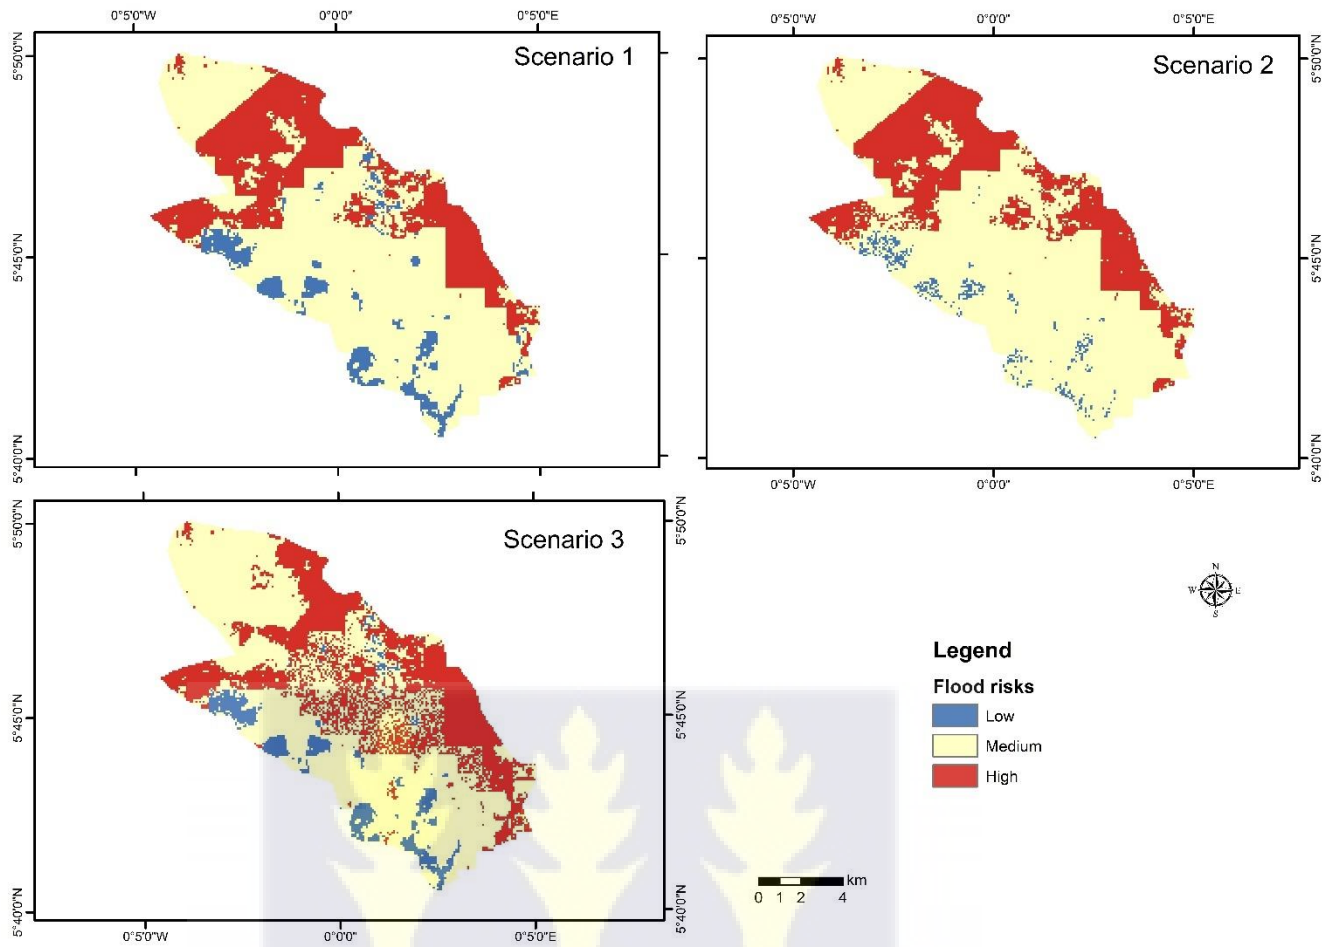 0°5'0"W 0°0'0" 0°5'0"E
0°5'0"W 0°0'0" 0°5'0"E
Scenario 1
Scenario 2
5°50'0"N
5°50'0"N
5°45'0"N
5°45'0"N
5°40'0"N
5°40'0"N
0°5'0"W 0°0'0" 0°5'0"E
Scenario 3
5°50'0"N
5°50'0"N
N
W E
S
Legend
Flood risks
Low
Medium
High
5°45'0"N
5°45'0"N
km
0 1 2 4
5°40'0"N
5°40'0"N
0°5'0"W 0°0'0" 0°5'0"E